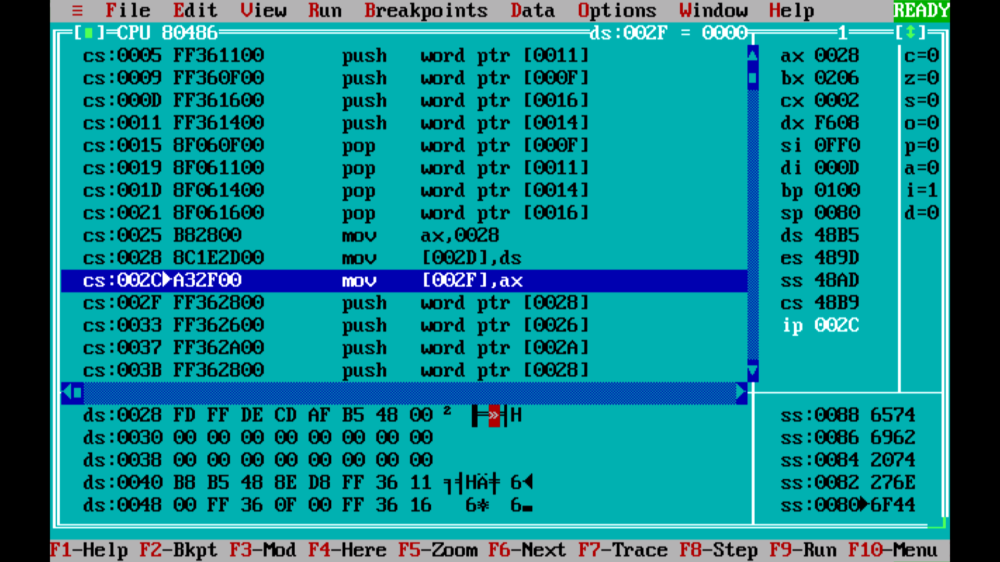 ≡ File Edit View Run Breakpoints Data Options Window Help READY
[■]=CPU 80486 ds:002F = 0000 1 [↕]
cs:0005 FF361100 push word ptr [0011] ax 0028 c=0
cs:0009 FF360F00 push word ptr [000F] bx 0206 z=0
cs:000D FF361600 push word ptr [0016] cx 0002 s=0
cs:0011 FF361400 push word ptr [0014] dx F608 o=0
cs:0015 8F060F00 pop word ptr [000F] si 0FF0 p=0
cs:0019 8F061100 pop word ptr [0011] di 000D a=0
cs:001D 8F061400 pop word ptr [0014] bp 0100 i=1
cs:0021 8F061600 pop word ptr [0016] sp 0080 d=0
cs:0025 B82800 mov ax,0028 ds 48B5
cs:0028 8C1E2D00 mov [002D],ds es 489D
cs:002C►A32F00 mov [002F],ax ss 48AD
cs:002F FF362800 push word ptr [0028] cs 48B9
cs:0033 FF362600 push word ptr [0026] ip 002C
cs:0037 FF362A00 push word ptr [002A]
cs:003B FF362800 push word ptr [0028]
ds:0028 FD FF DE CD AF B5 48 00 ² ▐═»╡H ss:0088 6574
ds:0030 00 00 00 00 00 00 00 00 ss:0086 6962
ds:0038 00 00 00 00 00 00 00 00 ss:0084 2074
ds:0040 B8 B5 48 8E D8 FF 36 11 ╕╡HÄ╪ 6◄ ss:0082 276E
ds:0048 00 FF 36 0F 00 FF 36 16 6☼ 6▬ ss:0080►6F44
F1-Help F2-Bkpt F3-Mod F4-Here F5-Zoom F6-Next F7-Trace F8-Step F9-Run F10-Menu